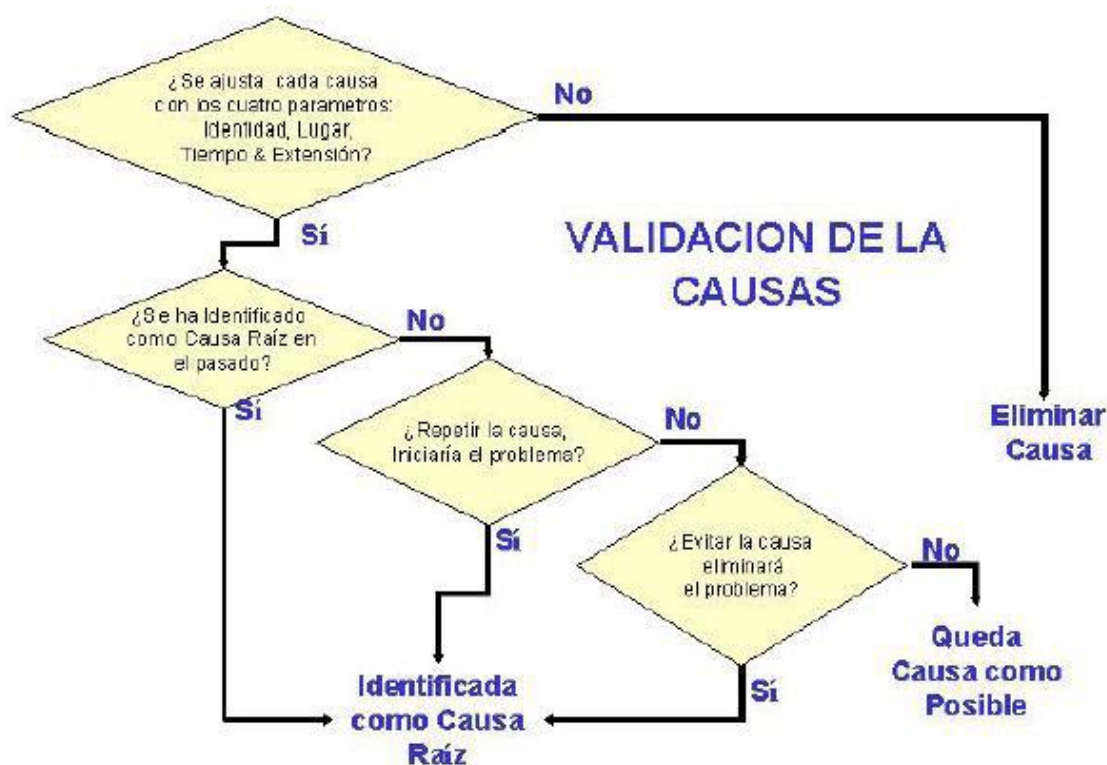 ¿Se ajusta cada causa
con los cuatro parametros:
Identidad, Lugar,
Tiempo & Extensión?
No
Sí
VALIDACION DE LA
CAUSAS
¿Se ha Identificado
como Causa Raíz en
el pasado?
No
Sí
¿Repetir la causa,
Iniciaría el problema?
No
Sí
Eliminar
Causa
¿Evitar la causa
eliminará
el problema?
No
Sí
Queda
Causa como
Posible
Identificada
como Causa
Raíz